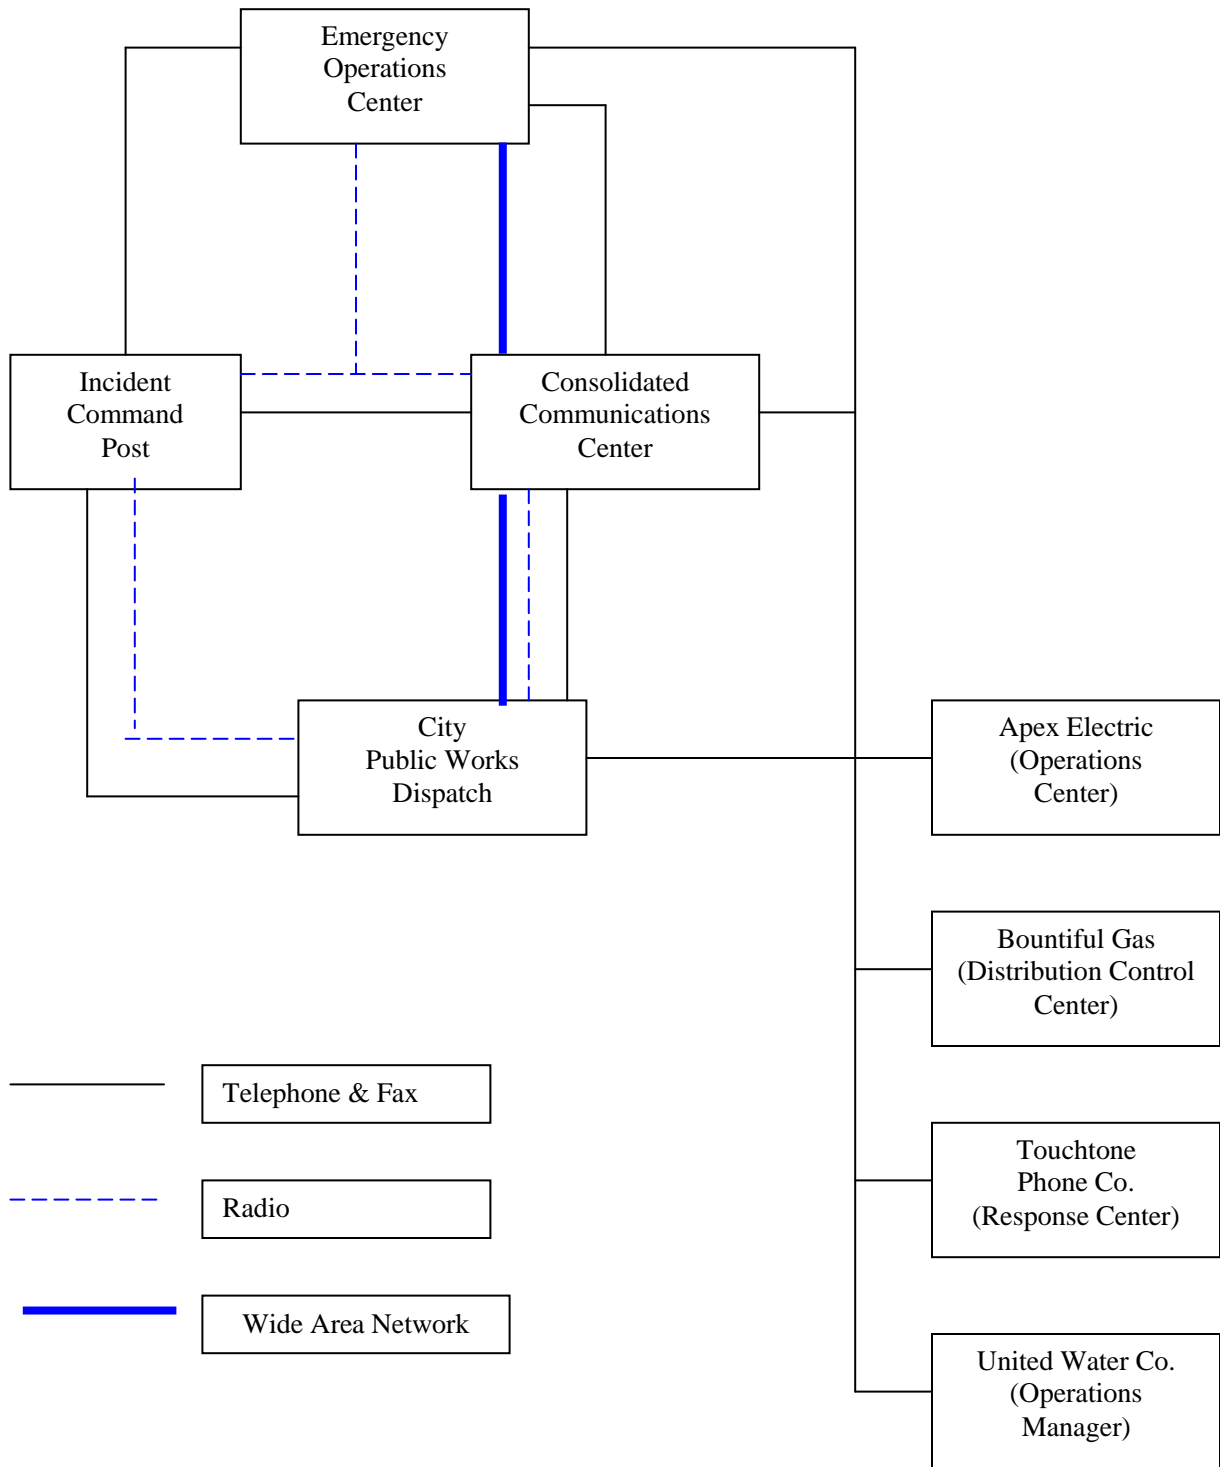 Emergency
Operations
Center
Incident
Command
Post
Consolidated
Communications
Center
City
Public Works
Dispatch
Apex Electric
(Operations
Center)
Bountiful Gas
(Distribution Control
Center)
Touchtone
Phone Co.
(Response Center)
United Water Co.
(Operations
Manager)
Telephone & Fax
Radio
Wide Area Network